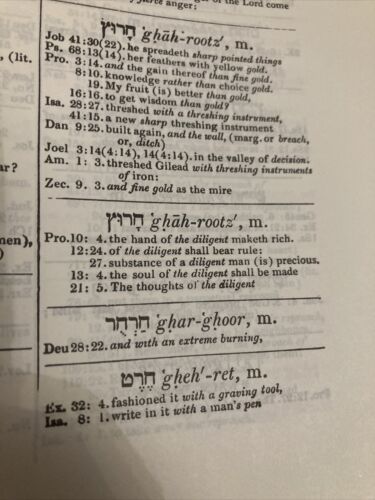 of the Lord come
fierce anger:
חָרוּץ ġhāh-rootz', m.
Job 41:30(22). he spreadeth sharp pointed things
Ps. 68:13(14). her feathers with yellow gold.
Pro. 3:14. and the gain thereof than fine gold.
8:10. knowledge rather than choice gold.
19. My fruit (is) better than gold,
16:16. to get wisdom than gold?
Isa. 28:27. threshed with a threshing instrument,
41:15. a new sharp threshing instrument
Dan 9:25. built again, and the wall, (marg. or breach,
or, ditch)
Joel 3:14(4:14), 14(4:14). in the valley of decision.
Am. 1: 3. threshed Gilead with threshing instruments
of iron:
Zec. 9. 3. and fine gold as the mire
חָרוּץ ġhāh-rootz', m.
Pro.10: 4. the hand of the diligent maketh rich.
12:24. of the diligent shall bear rule:
27. substance of a diligent man (is) precious.
13: 4. the soul of the diligent shall be made
21: 5. The thoughts of the diligent
חַרְחֻר ġhar-ġhoor, m.
Deu 28:22. and with an extreme burning,
חֶרֶט ġheh'-ret, m.
Ex. 32: 4. fashioned it with a graving tool,
Isa. 8: 1. write in it with a man's pen
(lit.
ar?
men),